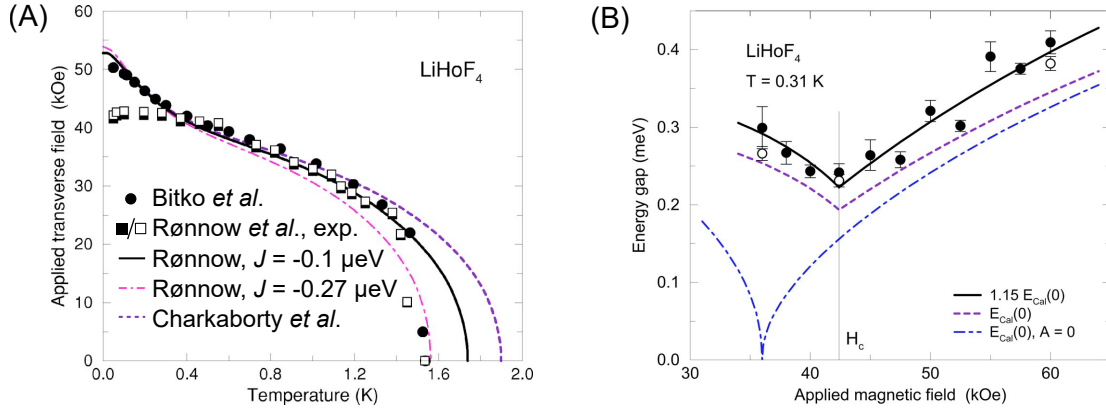 (A)
LiHoF4
Applied transverse field (kOe)
60
50
40
30
20
10
0
Bitko et al.
Rønnow et al., exp.
Rønnow, J = -0.1 µeV
Rønnow, J = -0.27 µeV
Charkaborty et al.
0.0 0.4 0.8 1.2 1.6 2.0
Temperature (K)
(B)
LiHoF4
T = 0.31 K
Energy gap (meV)
0.4
0.3
0.2
0.1
0.0
Hc
1.15 ECal(0)
ECal(0)
ECal(0), A = 0
30 40 50 60
Applied magnetic field (kOe)